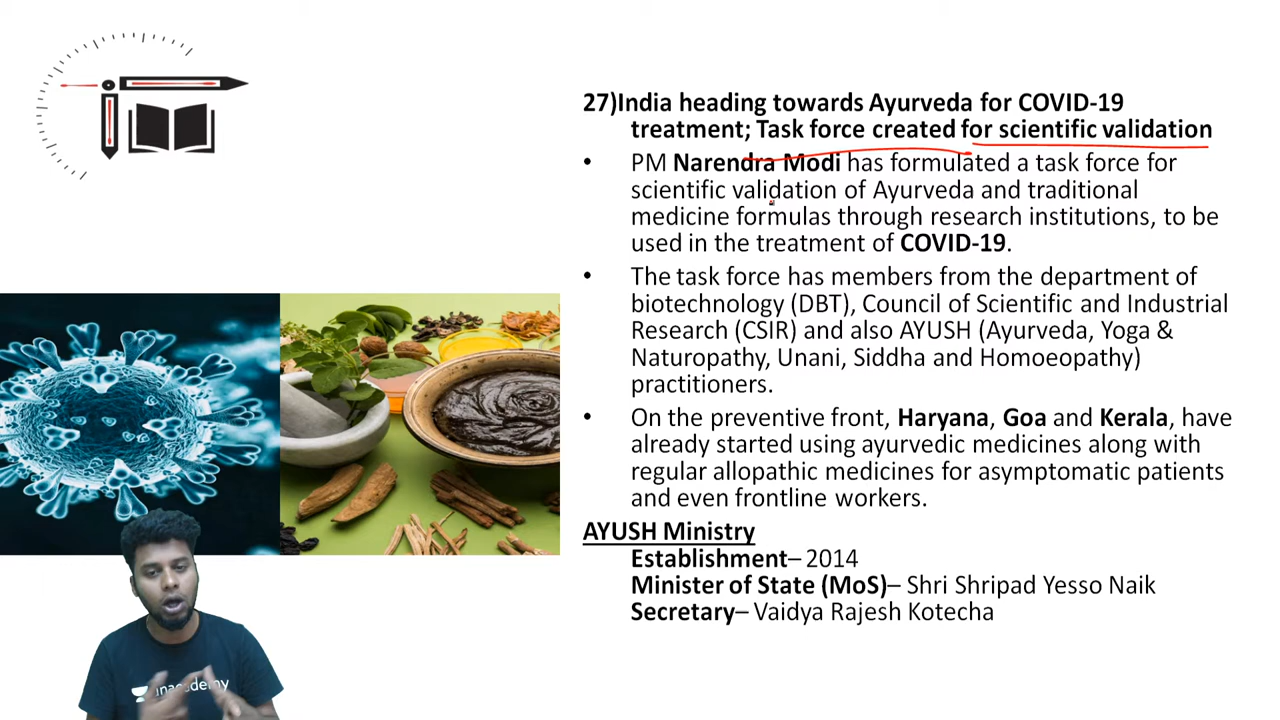 27)India heading towards Ayurveda for COVID-19
treatment; Task force created for scientific validation
• PM Narendra Modi has formulated a task force for
scientific validation of Ayurveda and traditional
medicine formulas through research institutions, to be
used in the treatment of COVID-19.
• The task force has members from the department of
biotechnology (DBT), Council of Scientific and Industrial
Research (CSIR) and also AYUSH (Ayurveda, Yoga &
Naturopathy, Unani, Siddha and Homoeopathy)
practitioners.
• On the preventive front, Haryana, Goa and Kerala, have
already started using ayurvedic medicines along with
regular allopathic medicines for asymptomatic patients
and even frontline workers.
AYUSH Ministry
Establishment– 2014
Minister of State (MoS)– Shri Shripad Yesso Naik
Secretary– Vaidya Rajesh Kotecha
unacademy